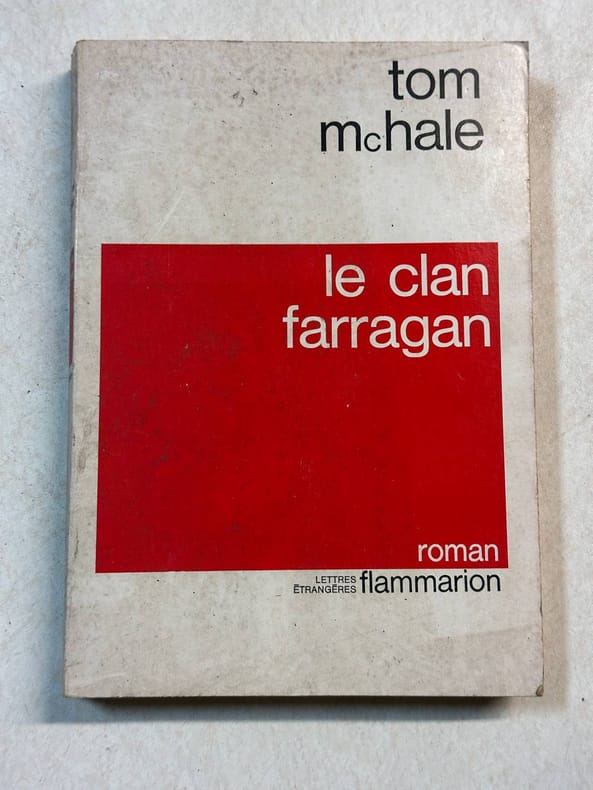 tom
mchale
le clan
farragan
roman
LETTRES
ÉTRANGÈRES flammarion